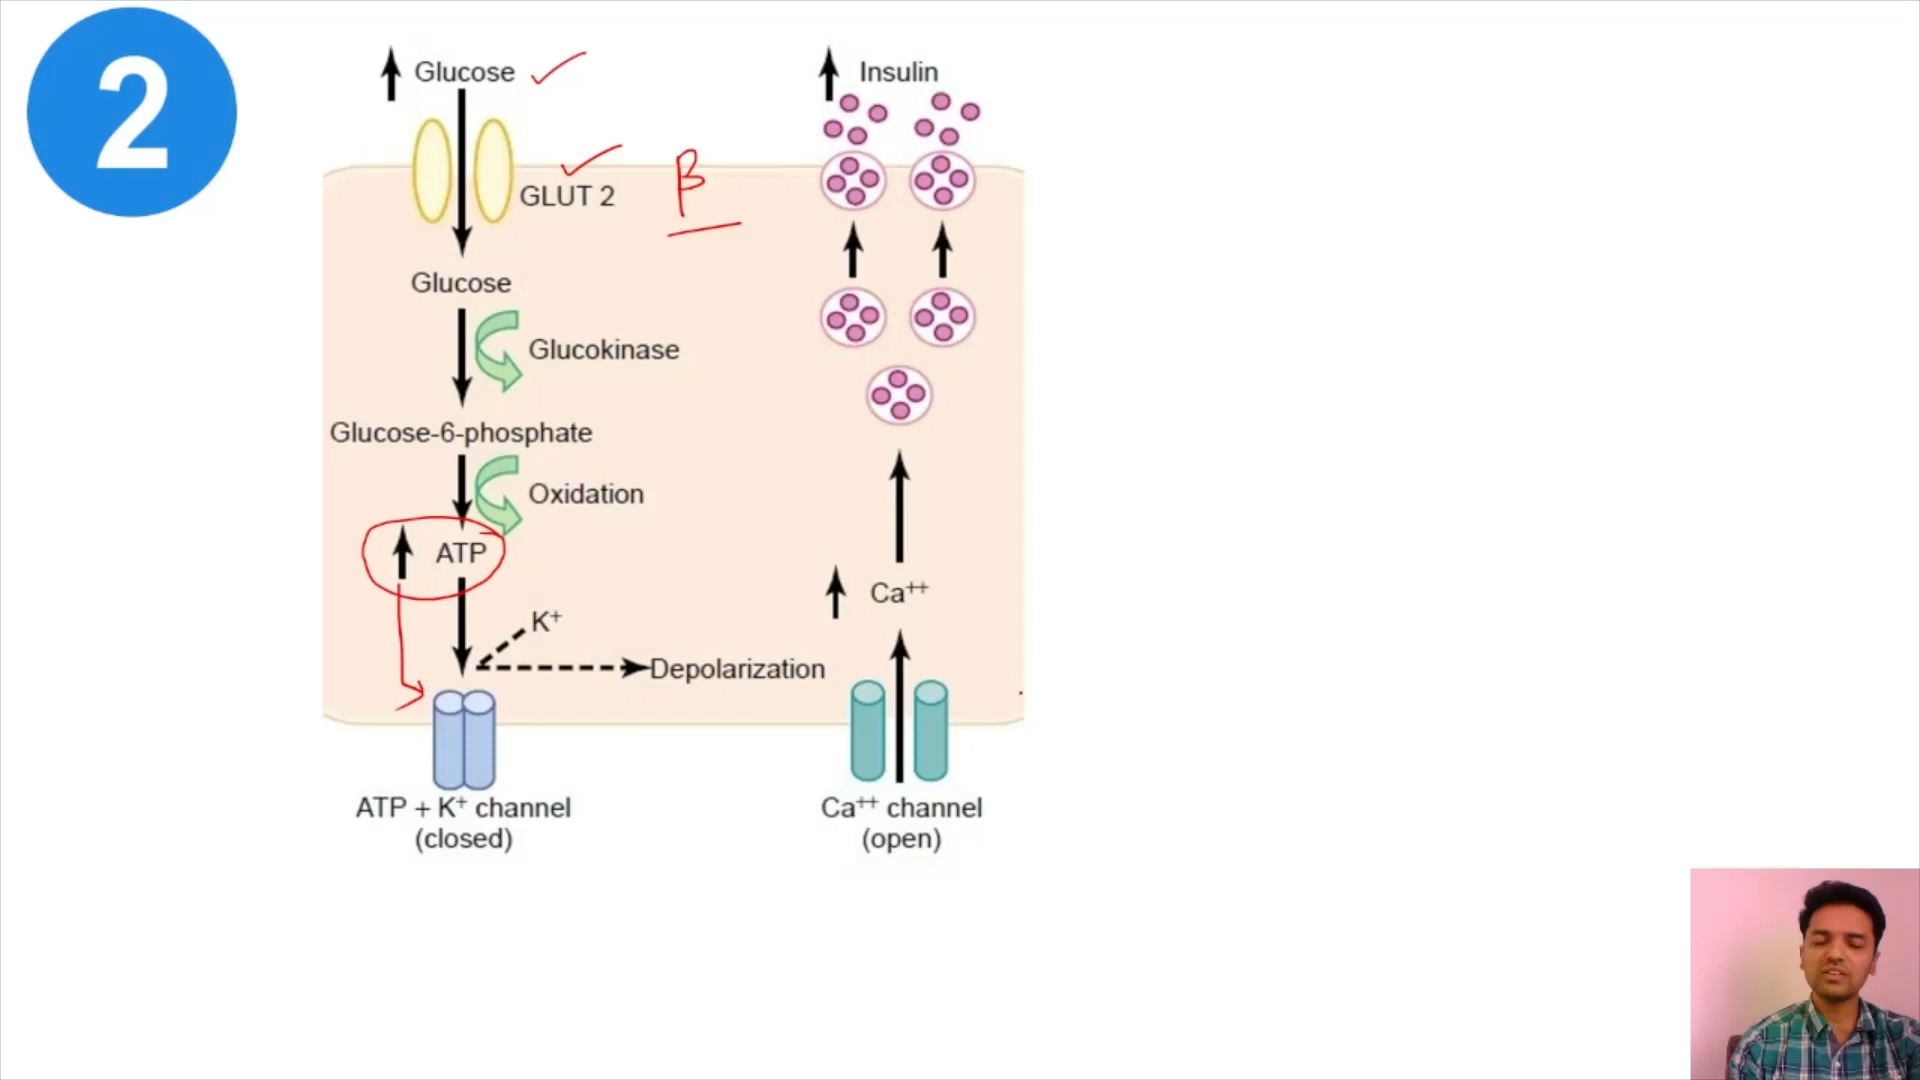 2
Glucose
Insulin
GLUT 2
β
Glucose
Glucokinase
Glucose-6-phosphate
Oxidation
ATP
K⁺
Depolarization
Ca⁺⁺
ATP + K⁺ channel
(closed)
Ca⁺⁺ channel
(open)